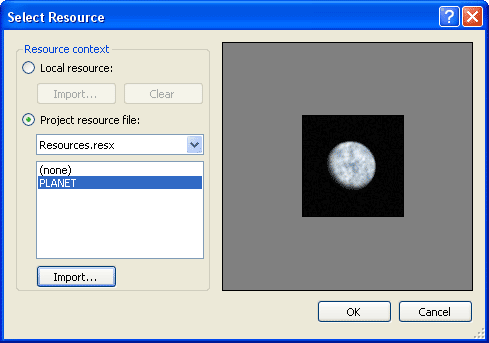 Select Resource
Resource context
Local resource:
Import...
Clear
Project resource file:
Resources.resx
(none)
PLANET
Import...
OK
Cancel